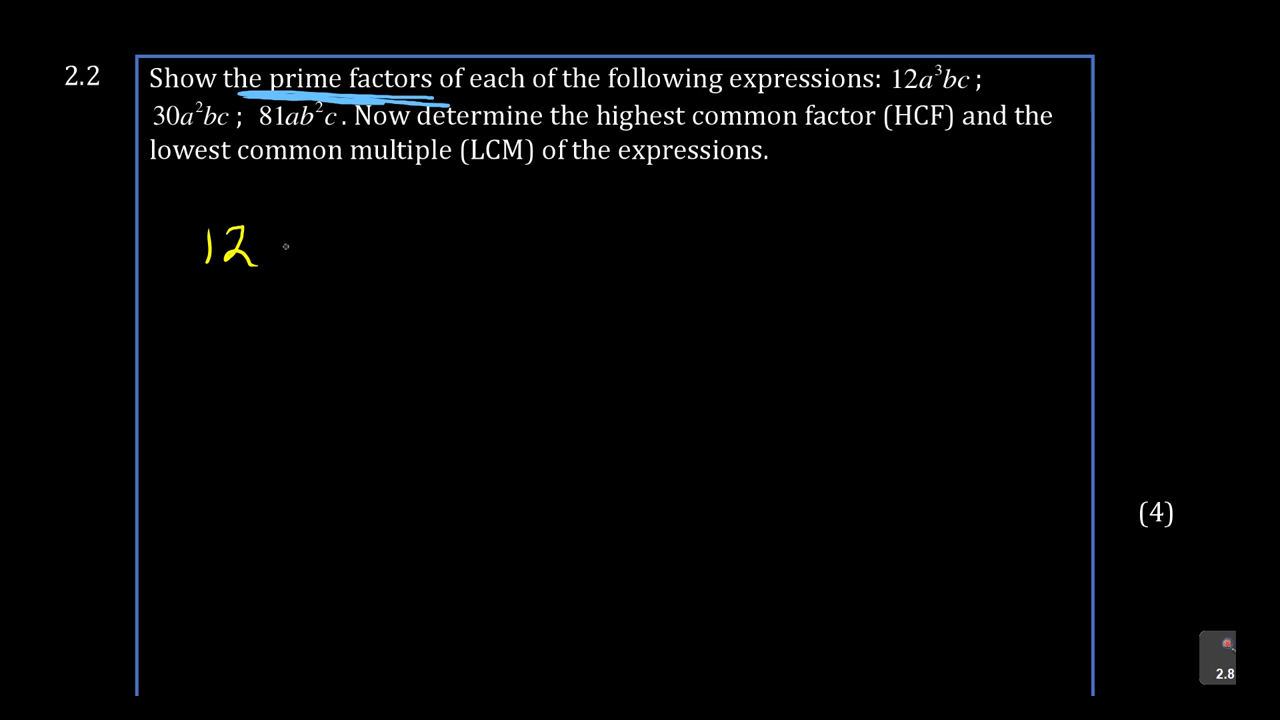 2.2 Show the prime factors of each of the following expressions: 12a³bc ;
30a²bc ; 81ab²c . Now determine the highest common factor (HCF) and the
lowest common multiple (LCM) of the expressions.
12
(4)
2.8